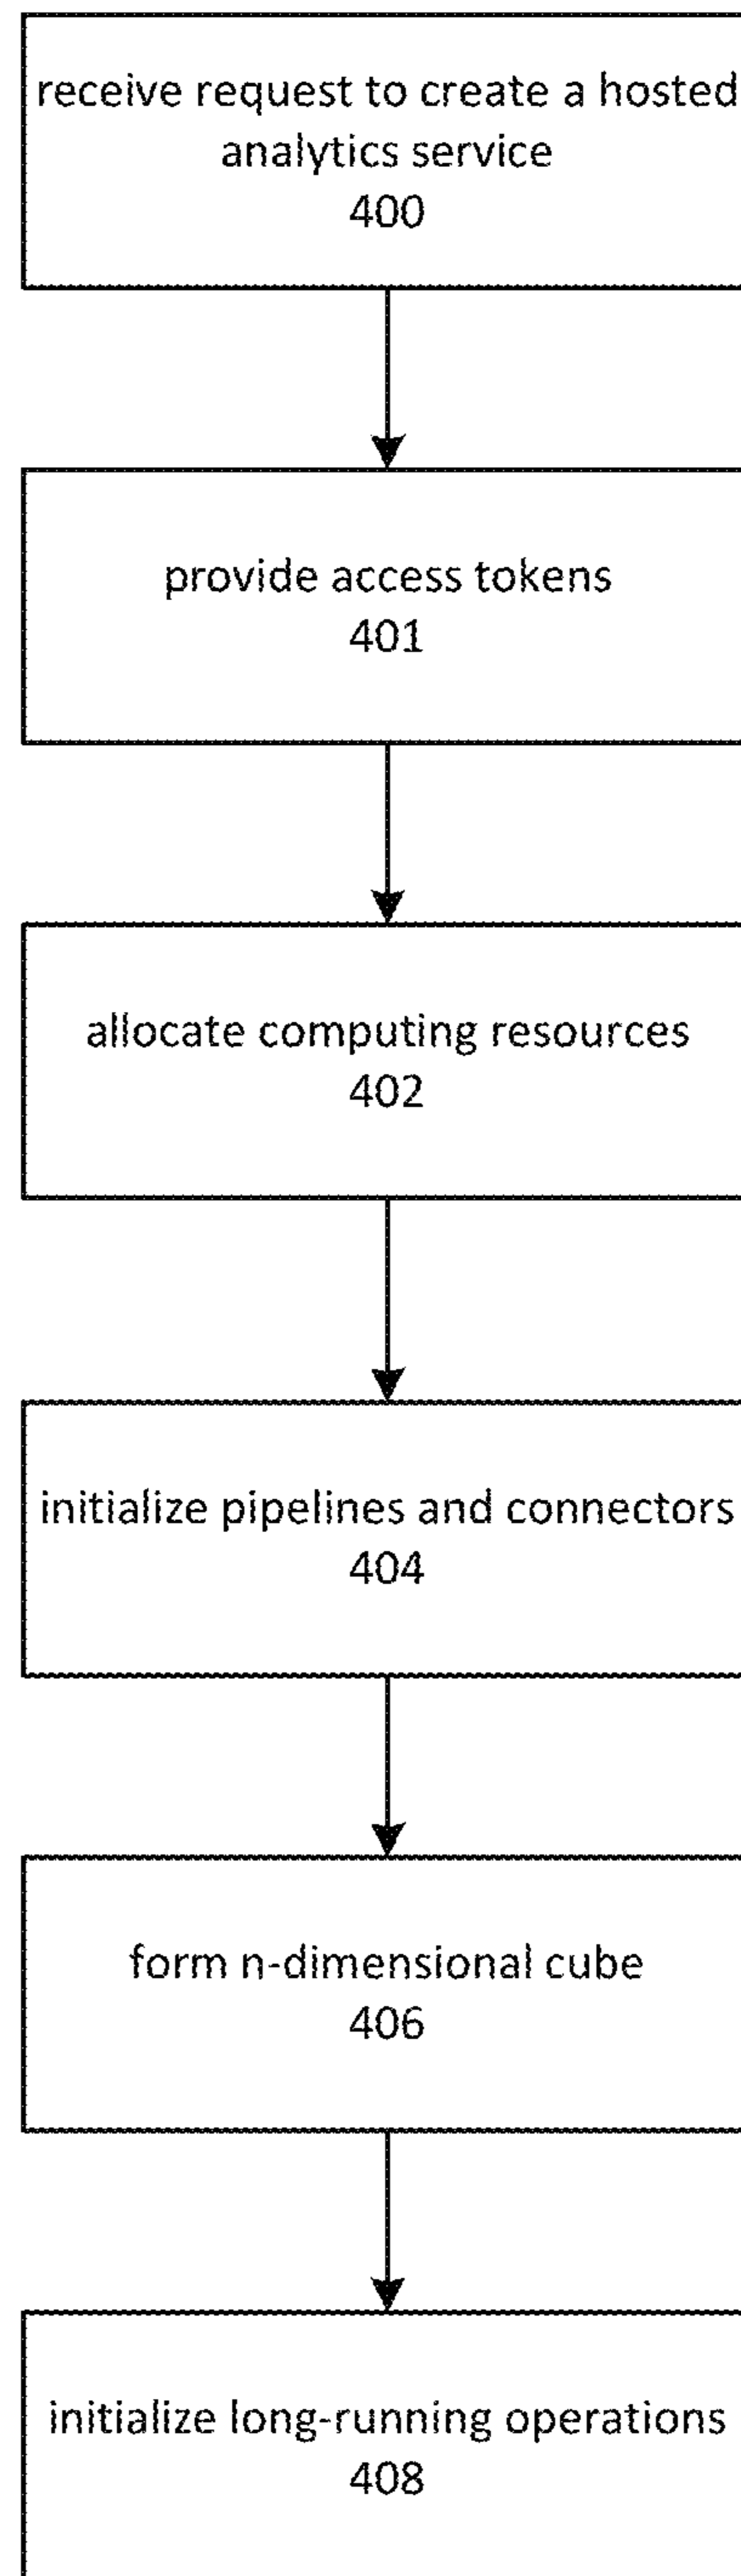 receive request to create a hosted
analytics service
400
provide access tokens
401
allocate computing resources
402
initialize pipelines and connectors
404
form n-dimensional cube
406
initialize long-running operations
408